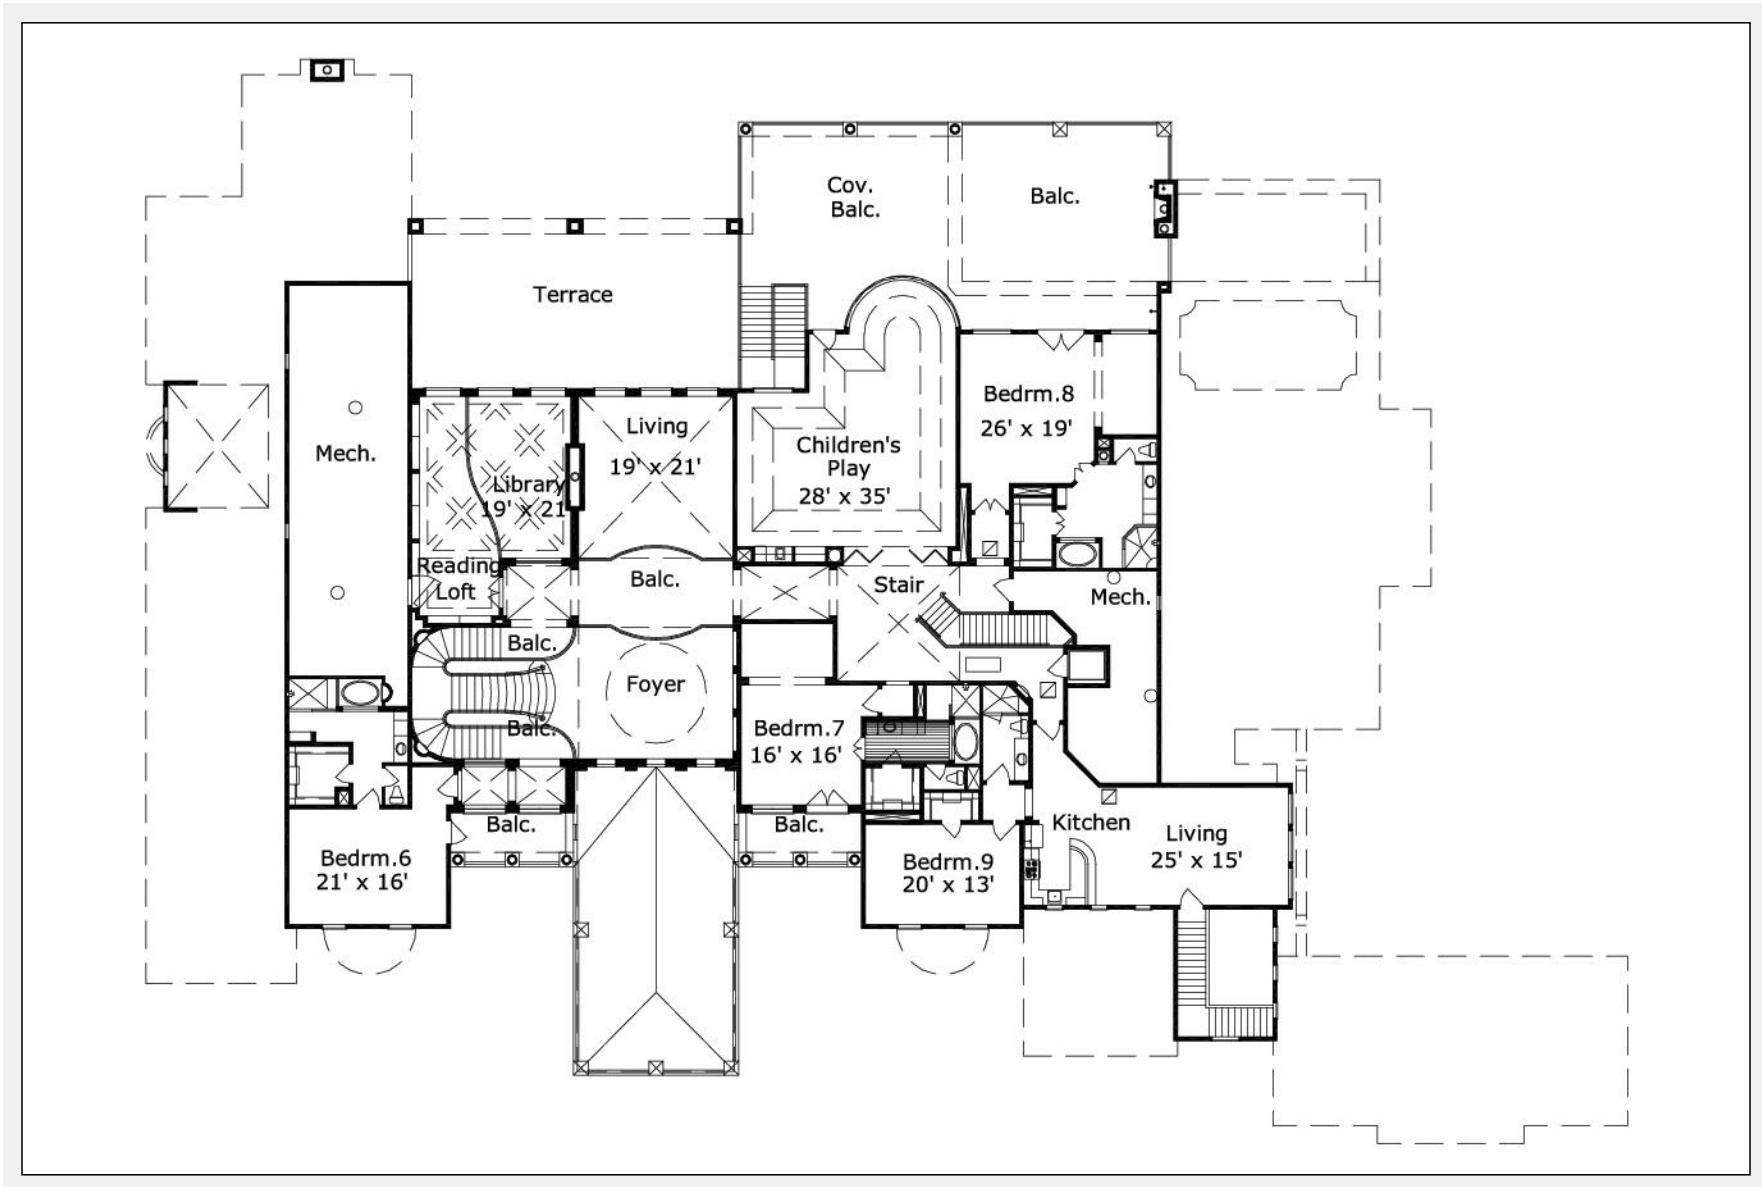 Cov.
Balc.
Balc.
Terrace
Bedrm.8
26' x 19'
Living
19' x 21'
Children's
Play
28' x 35'
Mech.
Library
19' x 21
Reading
Loft
Balc.
Stair
Mech.
Balc.
Foyer
Balc.
Bedrm.7
16' x 16'
Balc.
Balc.
Kitchen
Living
25' x 15'
Bedrm.6
21' x 16'
Bedrm.9
20' x 13'